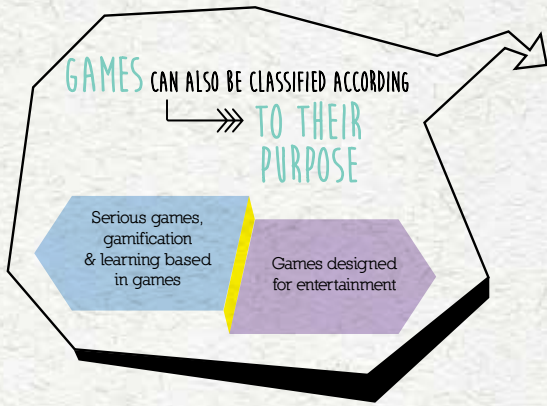 GAMES CAN ALSO BE CLASSIFIED ACCORDING
TO THEIR
PURPOSE
Serious games,
gamification
& learning based
in games
Games designed
for entertainment